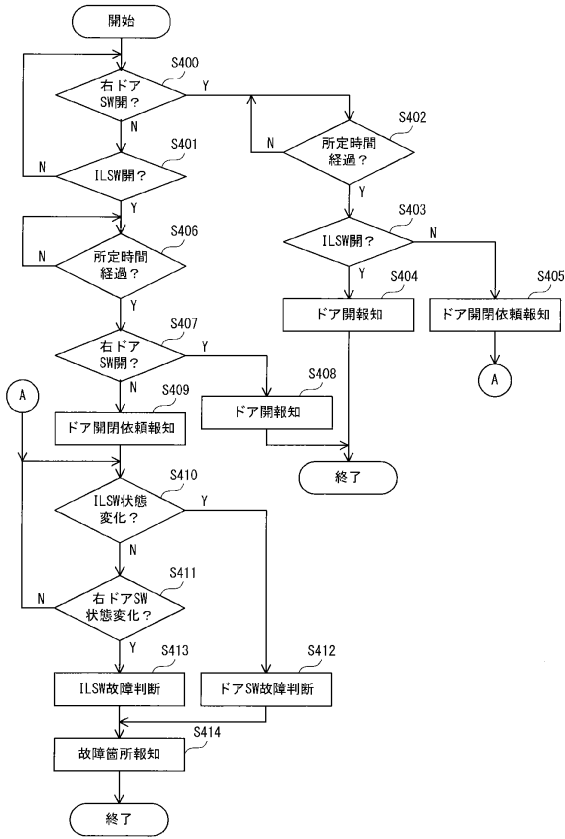 開始
S400
右ドア
SW開？
Y
N
S401
ILSW開？
N
Y
S402
所定時間
経過？
N
Y
S403
ILSW開？
N
Y
S404
ドア開報知
S405
ドア開閉依頼報知
A
S406
所定時間
経過？
N
Y
S407
右ドア
SW開？
Y
N
S408
ドア開報知
終了
A
S409
ドア開閉依頼報知
S410
ILSW状態
変化？
Y
N
S411
右ドアSW
状態変化？
N
Y
S413
ILSW故障判断
S412
ドアSW故障判断
S414
故障箇所報知
終了